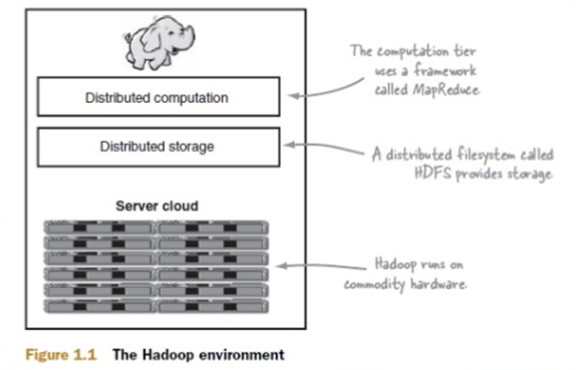 The computation tier
uses a framework
called MapReduce.
Distributed computation
Distributed storage
A distributed filesystem called
HDFS provides storage.
Server cloud
Hadoop runs on
commodity hardware.
Figure 1.1 The Hadoop environment